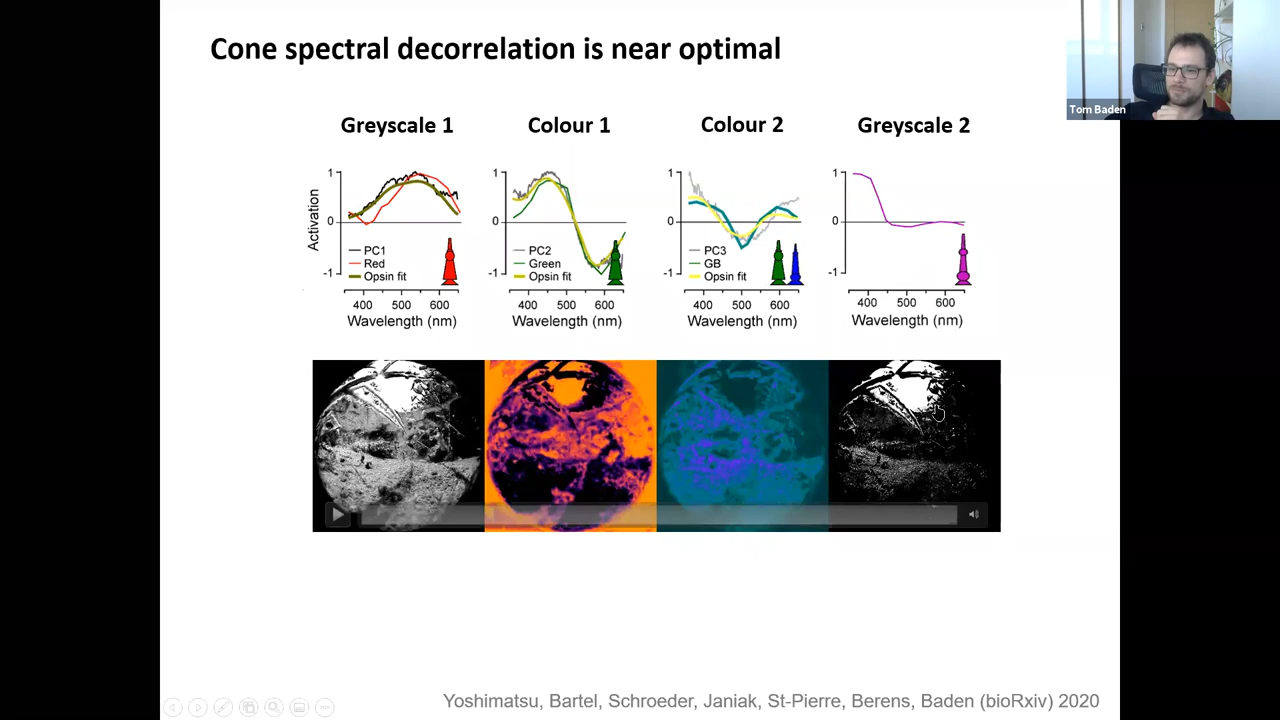 Cone spectral decorrelation is near optimal
Tom Baden
Greyscale 1
Colour 1
Colour 2
Greyscale 2
Activation
1
0
-1
PC1
Red
Opsin fit
400 500 600
Wavelength (nm)
1
0
-1
PC2
Green
Opsin fit
400 500 600
Wavelength (nm)
1
0
-1
PC3
GB
Opsin fit
400 500 600
Wavelength (nm)
1
0
-1
400 500 600
Wavelength (nm)
Yoshimatsu, Bartel, Schroeder, Janiak, St-Pierre, Berens, Baden (bioRxiv) 2020